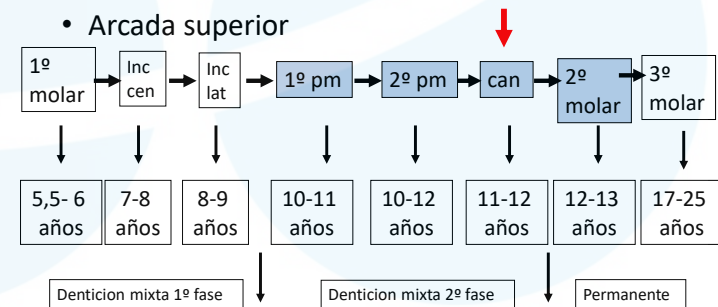 • Arcada superior
1º molar
Inc cen
Inc lat
1º pm
2º pm
can
2º molar
3º molar
5,5- 6 años
7-8 años
8-9 años
10-11 años
10-12 años
11-12 años
12-13 años
17-25 años
Denticion mixta 1º fase
Denticion mixta 2º fase
Permanente